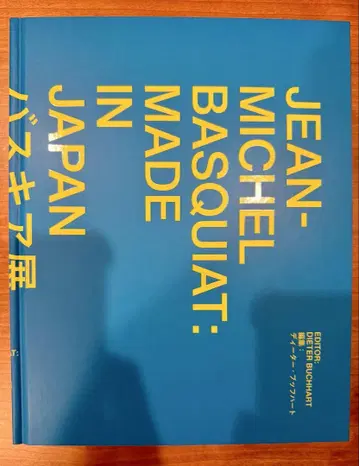 JEAN-
MICHEL
BASQUIAT:
MADE
IN
JAPAN
バスキア展
EDITOR:
DIETER BUCHHART
編集:
ディーター・ブッフハート